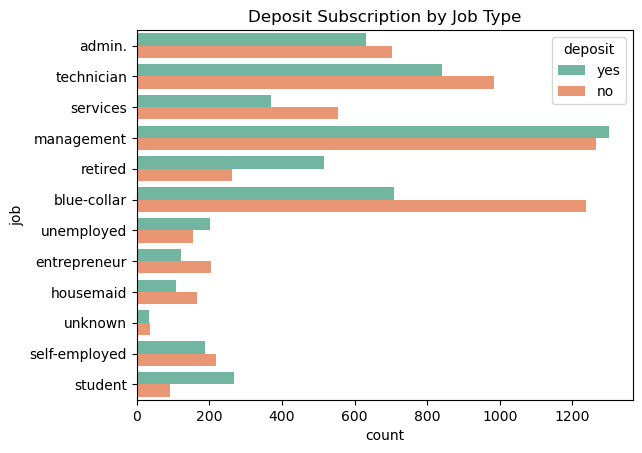 Deposit Subscription by Job Type
deposit
yes
no
job
admin.
technician
services
management
retired
blue-collar
unemployed
entrepreneur
housemaid
unknown
self-employed
student
0 200 400 600 800 1000 1200
count